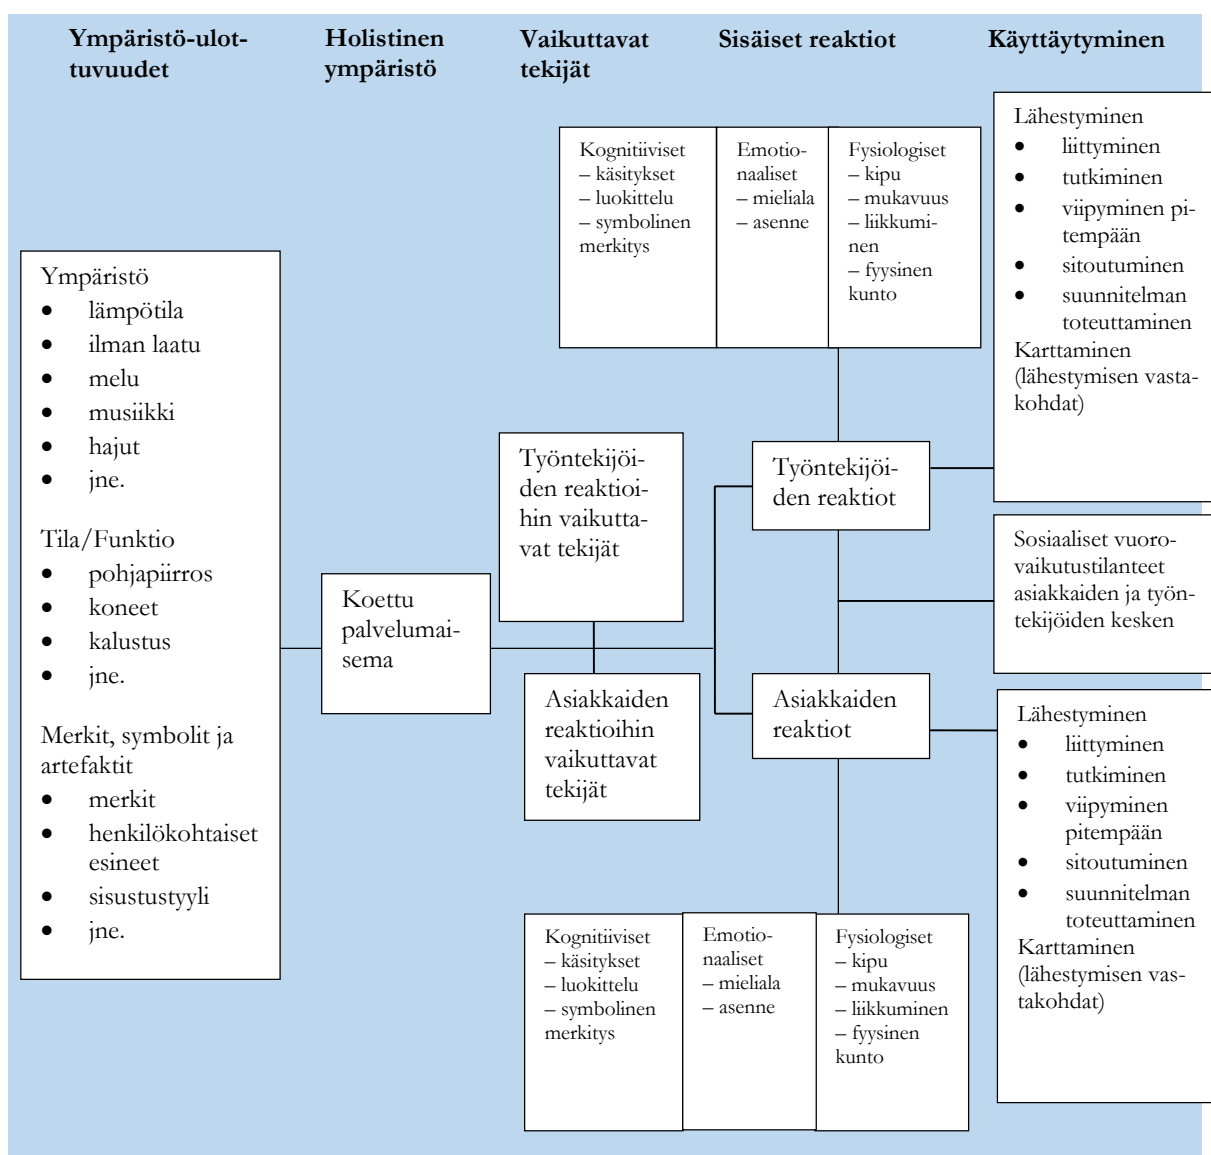 Ympäristö-ulot-
tuvuudet
Holistinen
ympäristö
Vaikuttavat
tekijät
Sisäiset reaktiot
Käyttäytyminen
Ympäristö
• lämpötila
• ilman laatu
• melu
• musiikki
• hajut
• jne.
Tila/Funktio
• pohjapiirros
• koneet
• kalustus
• jne.
Merkit, symbolit ja
artefaktit
• merkit
• henkilökohtaiset
esineet
• sisustustyyli
• jne.
Koettu
palvelumai-
sema
Työntekijöi-
den reaktioi-
hin vaikutta-
vat tekijät
Asiakkaiden
reaktioihin
vaikuttavat
tekijät
Kognitiiviset
– käsitykset
– luokittelu
– symbolinen
merkitys
Emotio-
naaliset
– mieliala
– asenne
Fysiologiset
– kipu
– mukavuus
– liikkumi-
nen
– fyysinen
kunto
Työntekijöi-
den reaktiot
Asiakkaiden
reaktiot
Kognitiiviset
– käsitykset
– luokittelu
– symbolinen
merkitys
Emotio-
naaliset
– mieliala
– asenne
Fysiologiset
– kipu
– mukavuus
– liikkuminen
– fyysinen
kunto
Lähestyminen
• liittyminen
• tutkiminen
• viipyminen pi-
tempään
• sitoutuminen
• suunnitelman
toteuttaminen
Karttaminen
(lähestymisen vasta-
kohdat)
Sosiaaliset vuoro-
vaikutustilanteet
asiakkaiden ja työn-
tekijöiden kesken
Lähestyminen
• liittyminen
• tutkiminen
• viipyminen
pitempään
• sitoutuminen
• suunnitelman
toteuttaminen
Karttaminen
(lähestymisen vas-
takohdat)